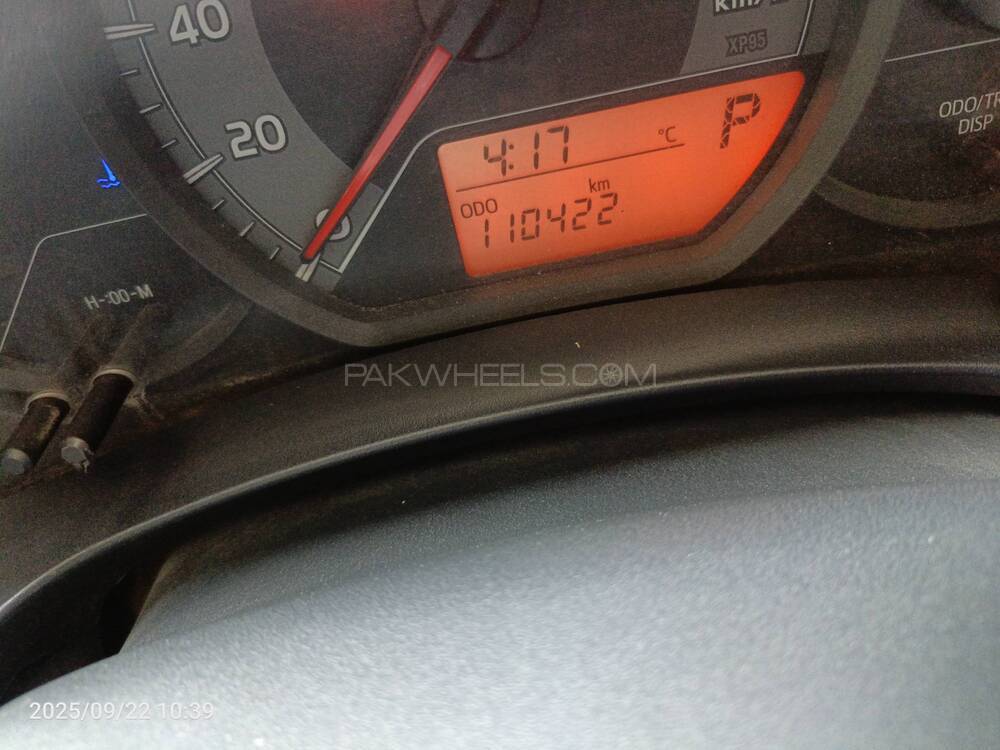 40
km/h
XP95
20
0
4:17 °C P
ODO km
110422
ODO/TR
DISP
H-:00-M
PAKWHEELS.COM
2025/09/22 10:39